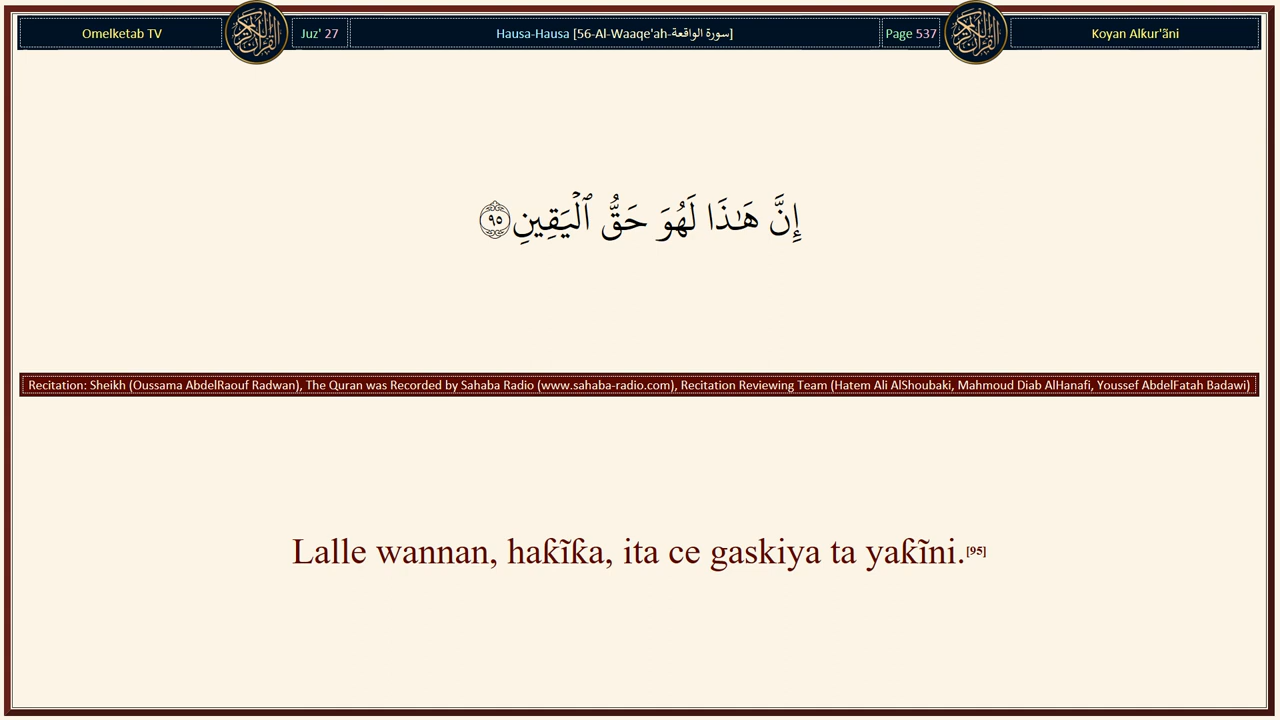 Omelketab TV
Juz' 27
Hausa-Hausa [56-Al-Waaqe'ah-سورة الواقعة]
Page 537
Koyan Alƙur'ãni
إِنَّ هَـٰذَا لَهُوَ حَقُّ ٱلْيَقِينِ ٩٥
Recitation: Sheikh (Oussama AbdelRaouf Radwan), The Quran was Recorded by Sahaba Radio (www.sahaba-radio.com), Recitation Reviewing Team (Hatem Ali AlShoubaki, Mahmoud Diab AlHanafi, Youssef AbdelFatah Badawi)
Lalle wannan, haƙĩƙa, ita ce gaskiya ta yaƙĩni.[95]